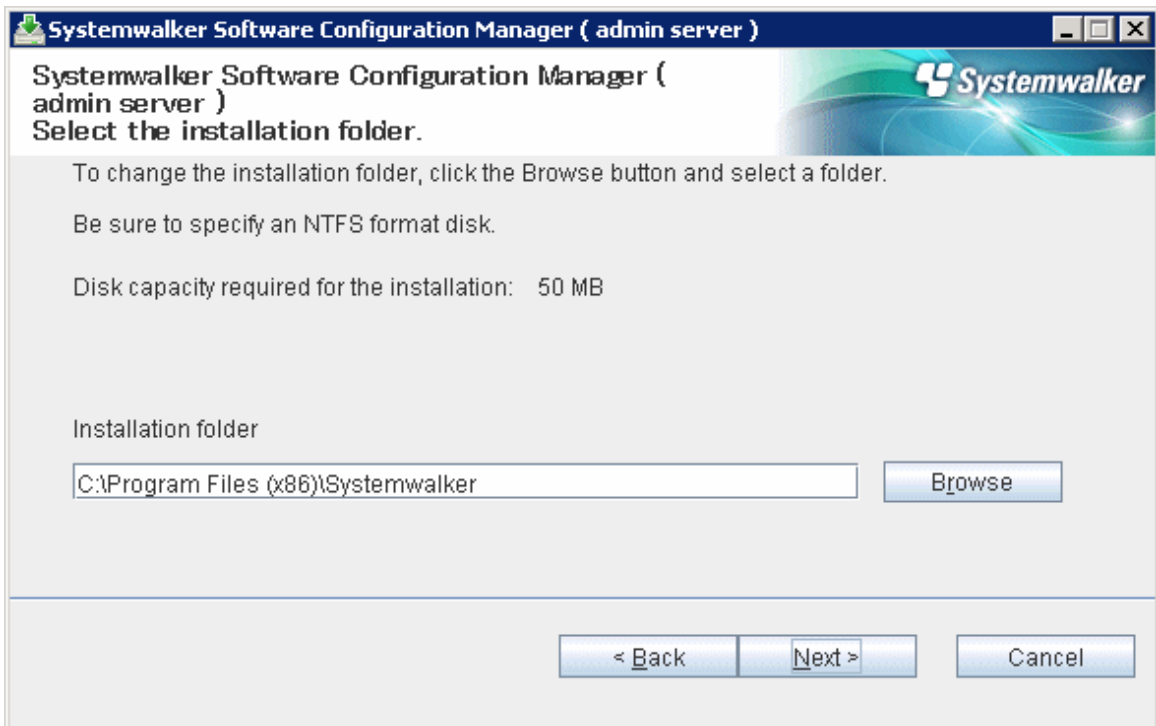 Systemwalker Software Configuration Manager ( admin server )
Systemwalker Software Configuration Manager (
admin server )
Select the installation folder.
Systemwalker
To change the installation folder, click the Browse button and select a folder.
Be sure to specify an NTFS format disk.
Disk capacity required for the installation: 50 MB
Installation folder
C:\Program Files (x86)\Systemwalker
Browse
< Back Next > Cancel